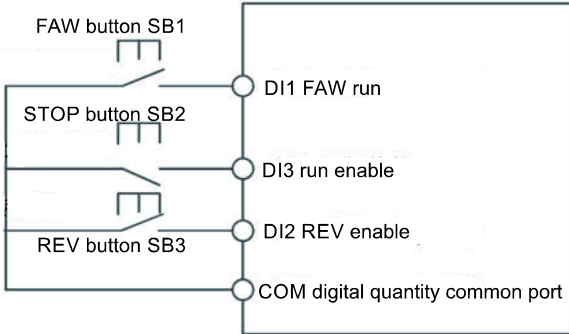 FAW button SB1
DI1 FAW run
STOP button SB2
DI3 run enable
DI2 REV enable
REV button SB3
COM digital quantity common port